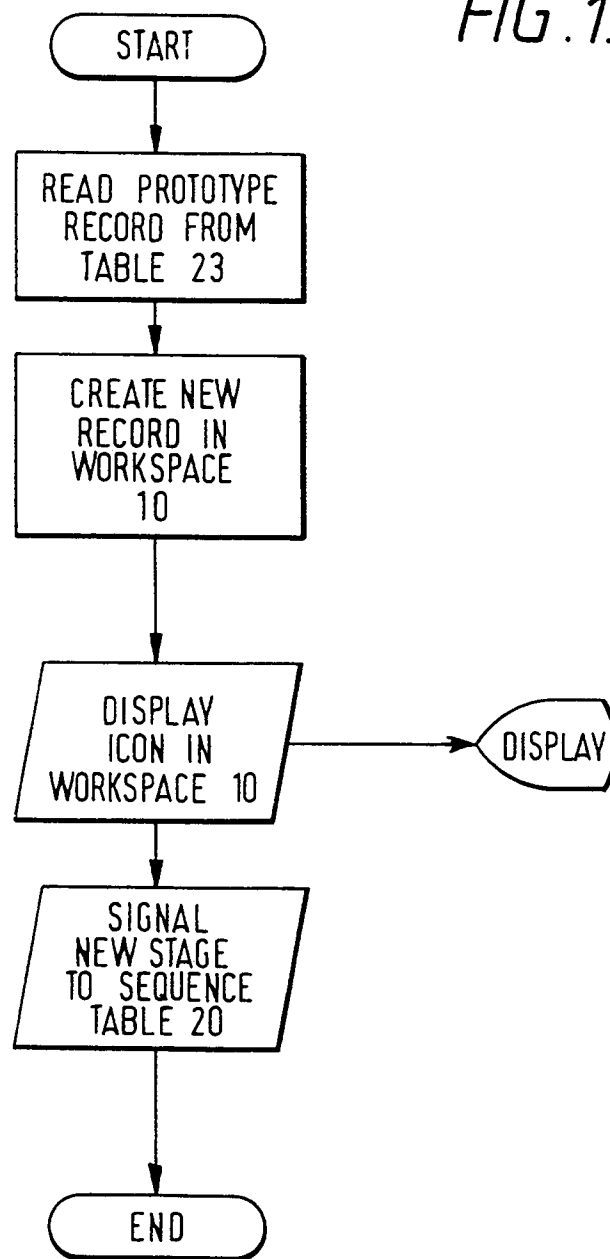 FIG.1
START
READ PROTOTYPE
RECORD FROM
TABLE 23
CREATE NEW
RECORD IN
WORKSPACE
10
DISPLAY
ICON IN
WORKSPACE 10
DISPLAY
SIGNAL
NEW STAGE
TO SEQUENCE
TABLE 20
END